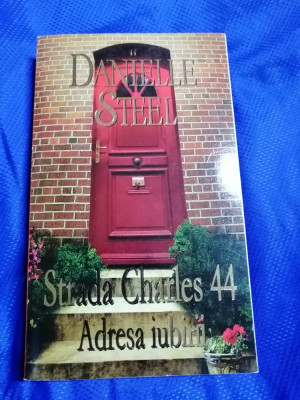 DANIELLE
STEEL
Strada Charles 44
Adresa iubirii